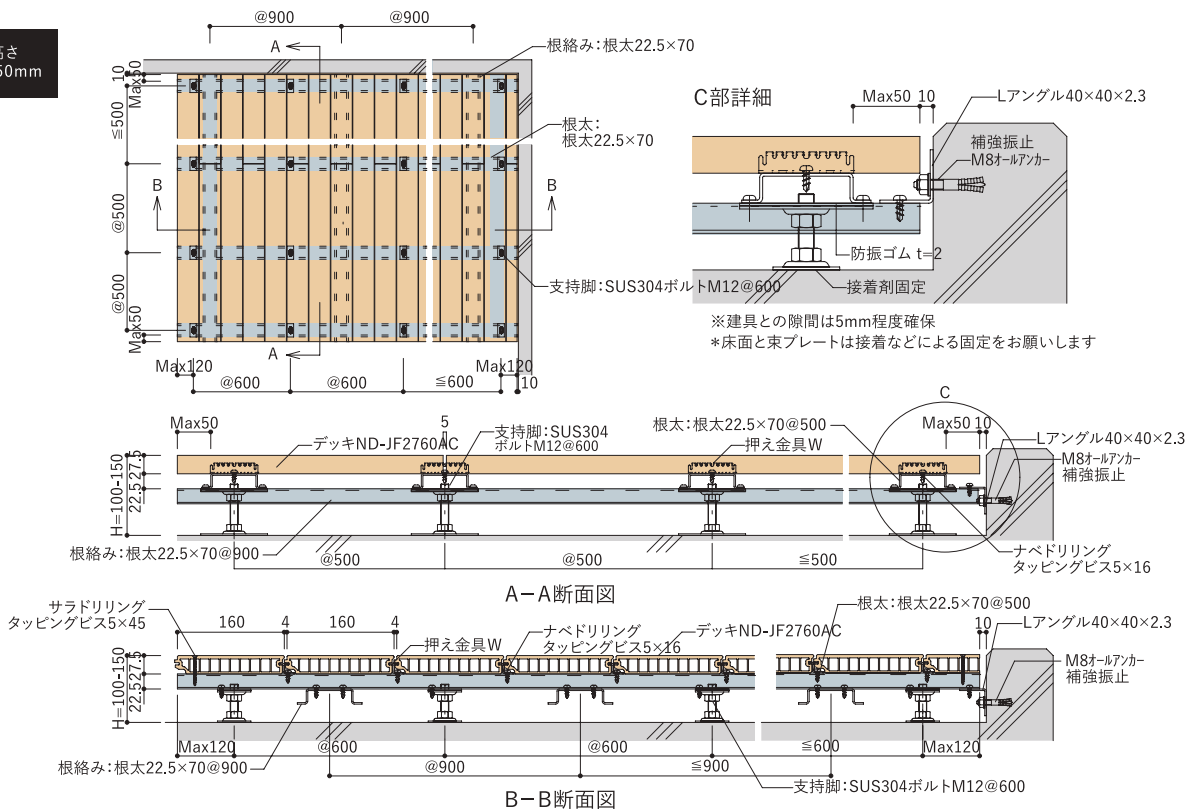 高さ
50mm
@900
@900
A
根絡み:根太22.5×70
10
Max50
≦500
根太:
根太22.5×70
B
B
@500
@500
支持脚:SUS304ボルトM12@600
Max50
A
Max120
Max120
@600
@600
≦600
10
C部詳細
Max50
10
Lアングル40×40×2.3
補強振止
M8オールアンカー
防振ゴム t=2
接着剤固定
※建具との隙間は5mm程度確保
*床面と束プレートは接着などによる固定をお願いします
C
Max50
デッキND-JF2760AC
5
支持脚:SUS304
ボルトM12@600
根太:根太22.5×70@500
押え金具W
Max50
10
Lアングル40×40×2.3
M8オールアンカー
補強振止
H=100-150
22.5
27.5
根絡み:根太22.5×70@900
@500
@500
≦500
ナベドリリング
タッピングビス5×16
A-A断面図
サラドリリング
タッピングビス5×45
160
4
160
4
押え金具W
ナベドリリング
タッピングビス5×16
デッキND-JF2760AC
根太:根太22.5×70@500
10
Lアングル40×40×2.3
M8オールアンカー
補強振止
H=100-150
22.5
27.5
Max120
@600
@600
≦600
Max120
根絡み:根太22.5×70@900
@900
≦900
支持脚:SUS304ボルトM12@600
B-B断面図